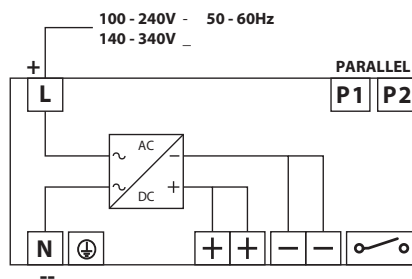 100 - 240V - 50 - 60Hz
140 - 340V _
+ PARALLEL
L P1 P2
AC
~ −
~ +
DC
N + + − −
--